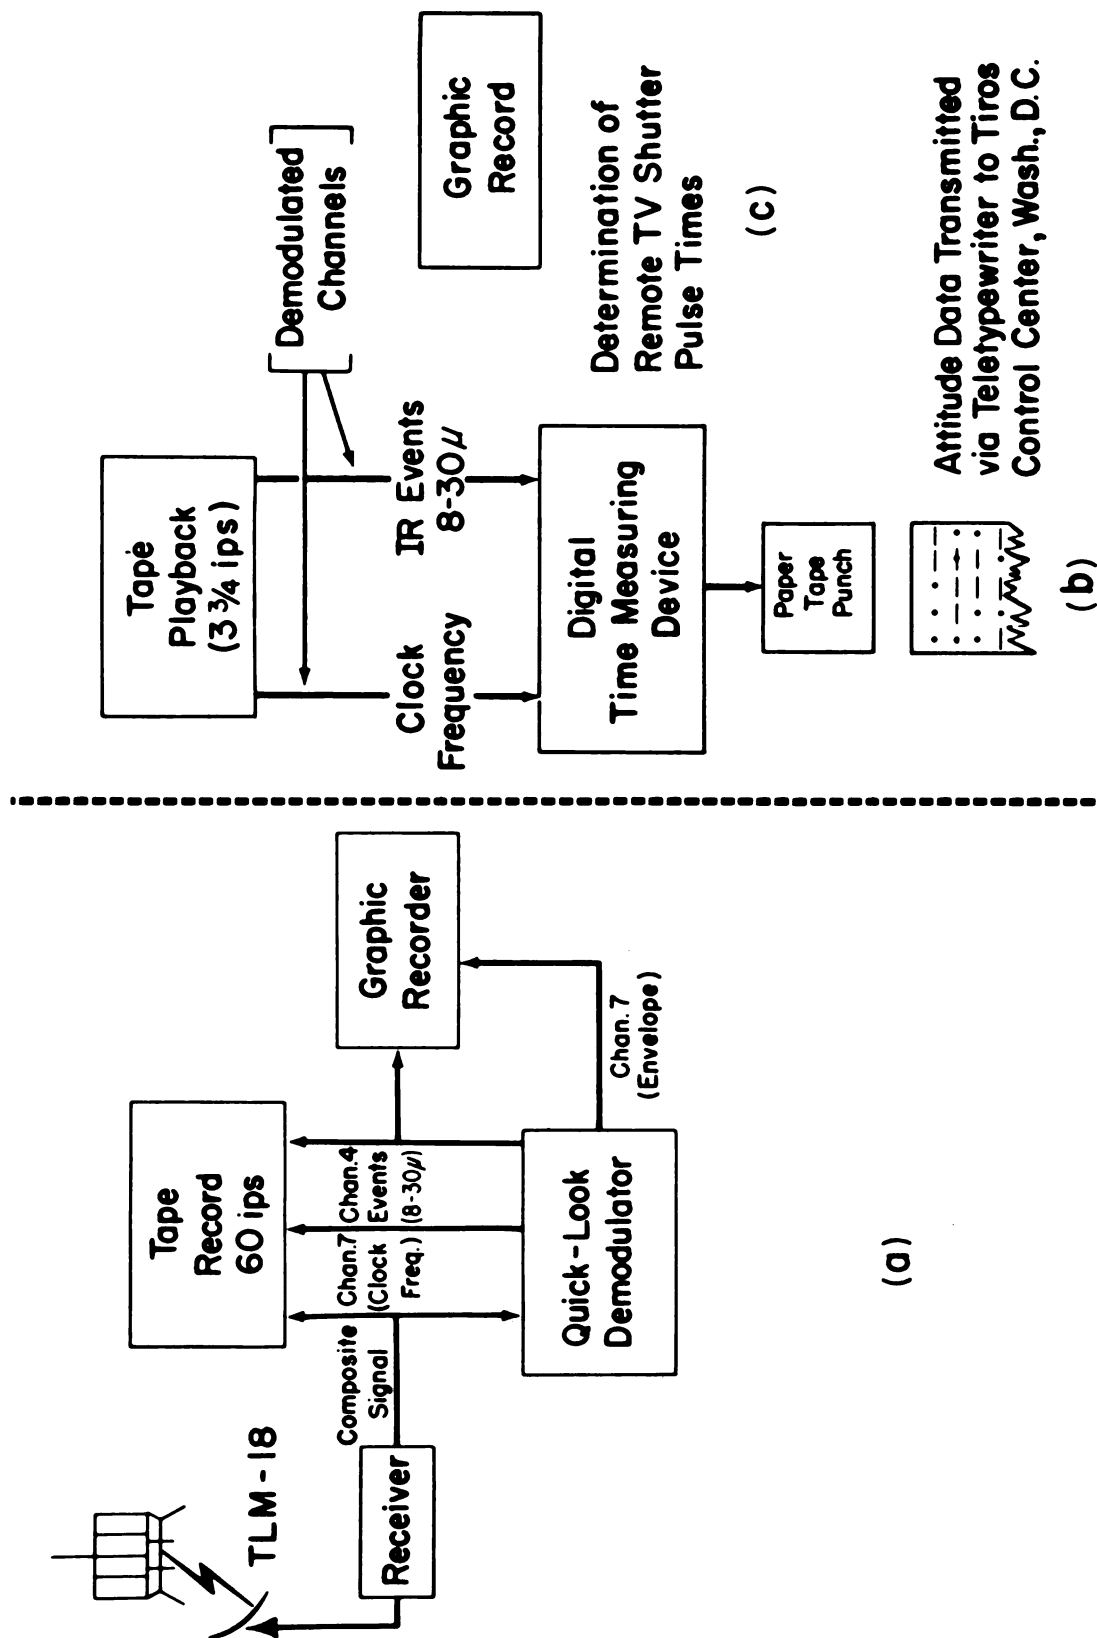 TLM-18
Receiver
Composite
Signal
Tape
Record
60 ips
Chan.7
(Clock
Freq.)
Chan.4
Events
(8-30μ)
Quick-Look
Demodulator
Graphic
Recorder
Chan. 7
(Envelope)
(a)
Tape
Playback
(3 3/4 ips)
Demodulated
Channels
Clock
Frequency
IR Events
8-30μ
Digital
Time Measuring
Device
Paper
Tape
Punch
(b)
Attitude Data Transmitted
via Teletypewriter to Tiros
Control Center, Wash., D.C.
Graphic
Record
Determination of
Remote TV Shutter
Pulse Times
(c)